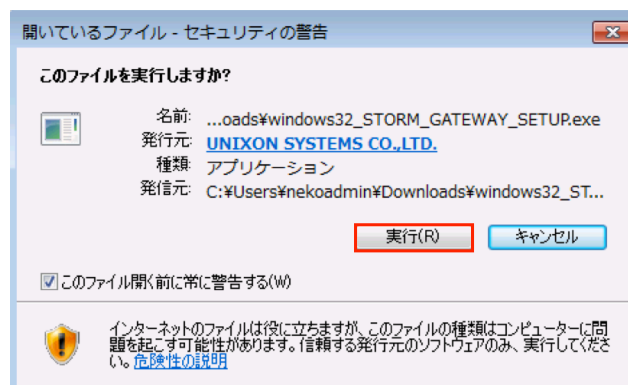 開いているファイル - セキュリティの警告
このファイルを実行しますか?
名前: ...oads¥windows32_STORM_GATEWAY_SETUP.exe
発行元: UNIXON SYSTEMS CO.,LTD.
種類: アプリケーション
発信元: C:¥Users¥nekoadmin¥Downloads¥windows32_ST...
実行(R) キャンセル
このファイル開く前に常に警告する(W)
インターネットのファイルは役に立ちますが、このファイルの種類はコンピューターに問
題を起こす可能性があります。信頼する発行元のソフトウェアのみ、実行してくださ
い。危険性の説明